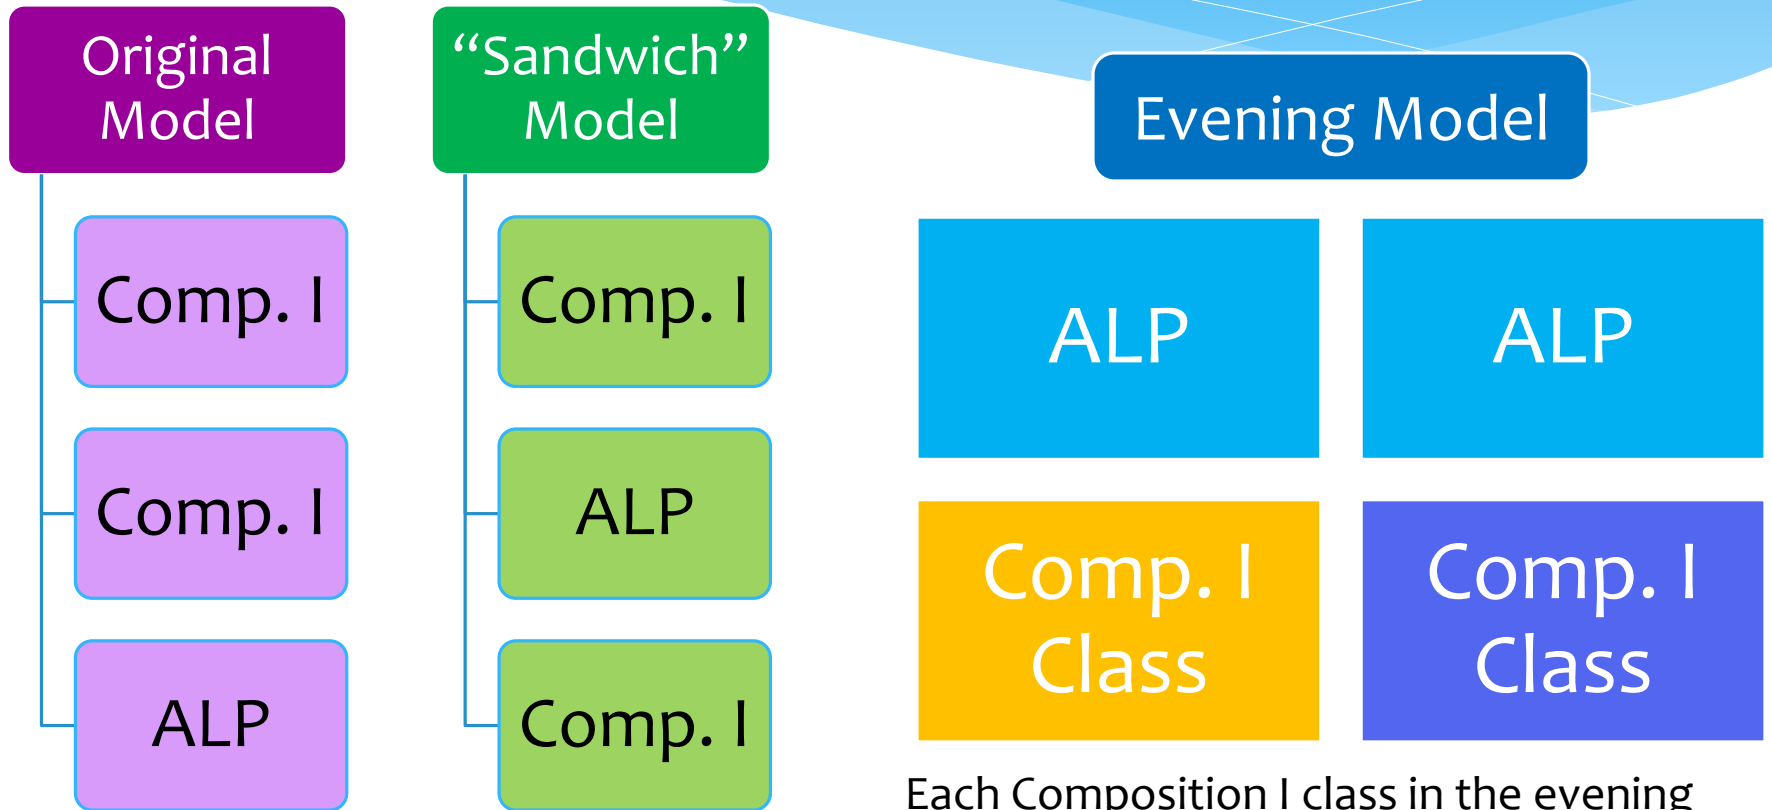 Original
Model
Comp. I
Comp. I
ALP
“Sandwich”
Model
Comp. I
ALP
Comp. I
Evening Model
ALP
ALP
Comp. I
Class
Comp. I
Class
Each Composition I class in the evening